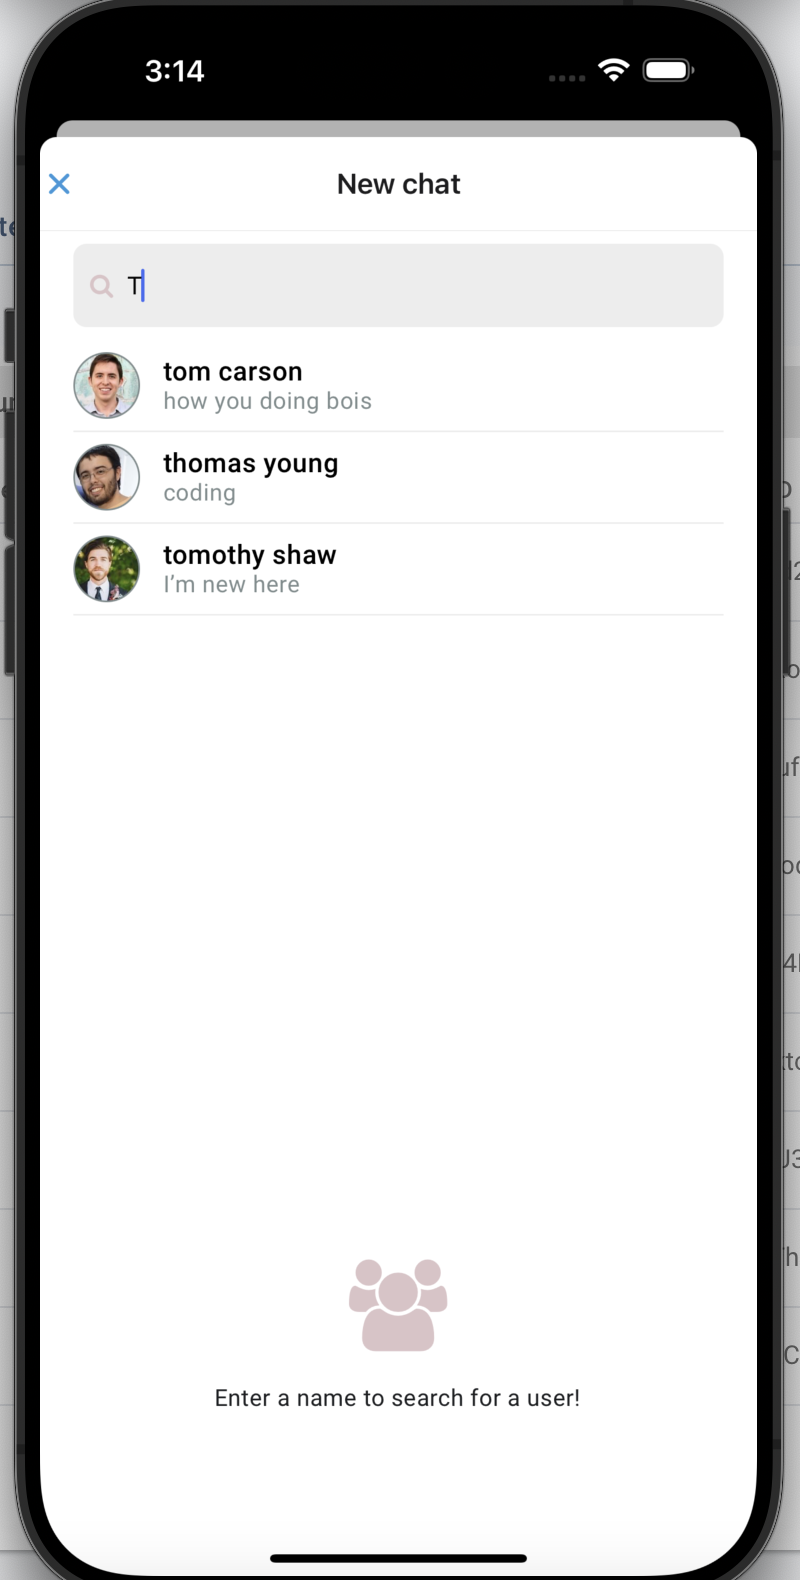 3:14
New chat
T
tom carson
how you doing bois
thomas young
coding
tomothy shaw
I’m new here
Enter a name to search for a user!